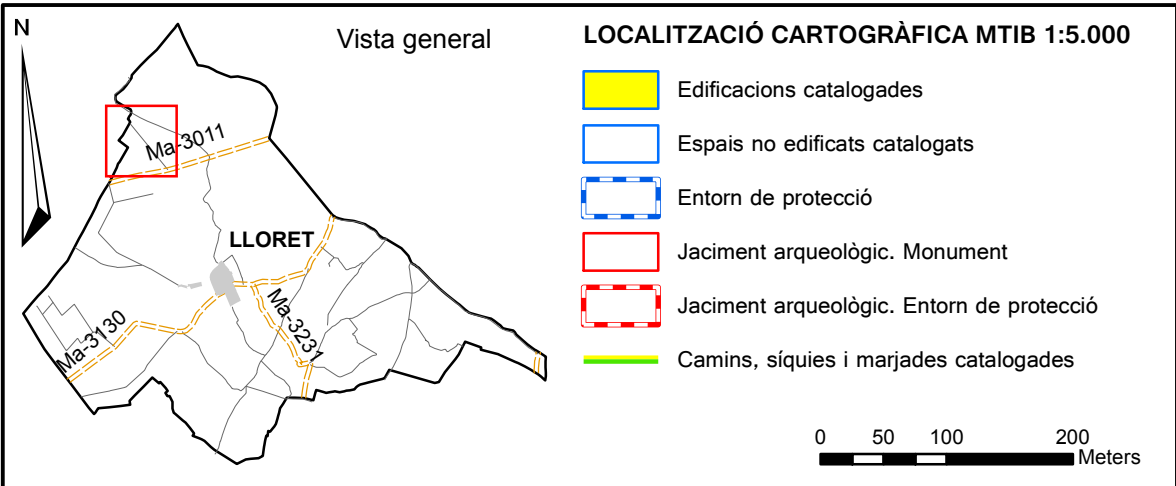 N
Vista general
Ma-3011
LLORET
Ma-3130
Ma-3231
LOCALITZACIÓ CARTOGRÀFICA MTIB 1:5.000
Edificacions catalogades
Espais no edificats catalogats
Entorn de protecció
Jaciment arqueològic. Monument
Jaciment arqueològic. Entorn de protecció
Camins, síquies i marjades catalogades
0 50 100 200
Meters